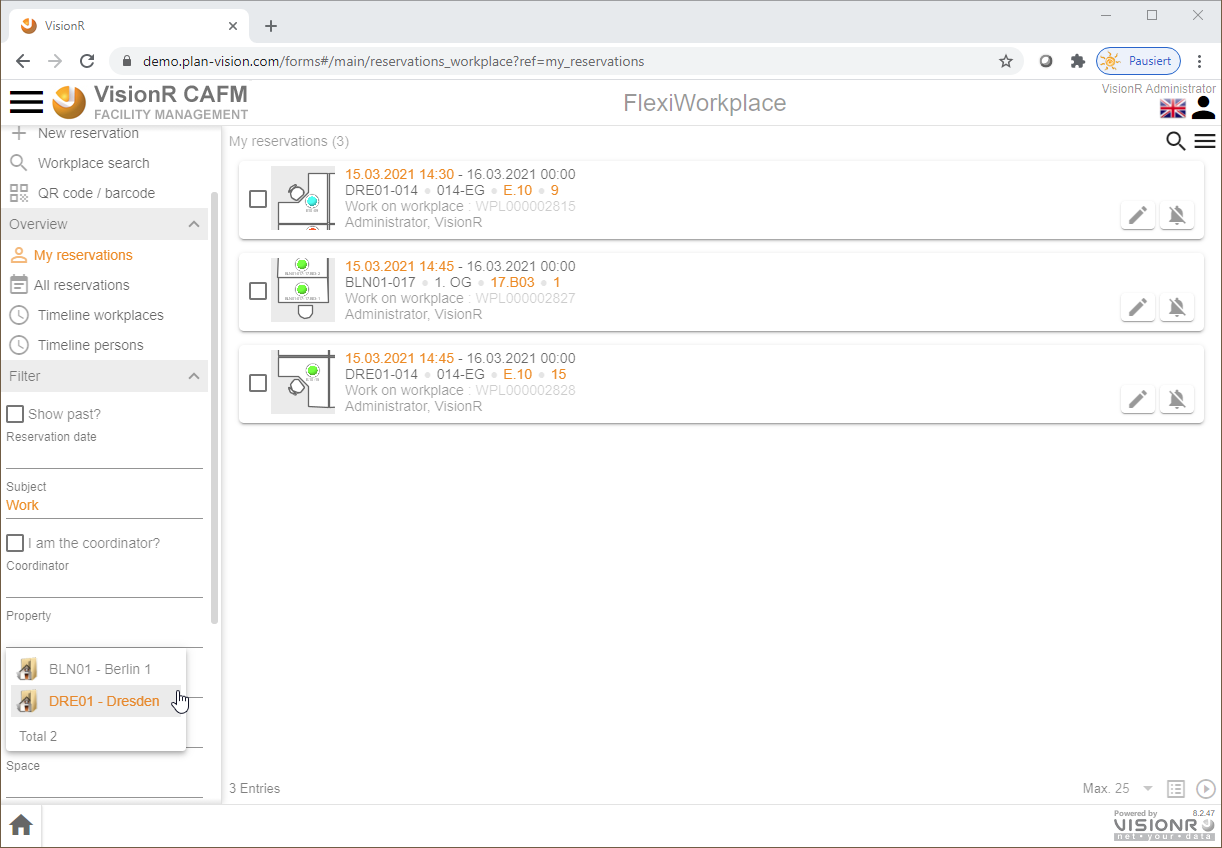 VisionR
demo.plan-vision.com/forms#/main/reservations_workplace?ref=my_reservations
Pausiert
VisionR CAFM
FACILITY MANAGEMENT
FlexiWorkplace
VisionR Administrator
New reservation
Workplace search
QR code / barcode
Overview
My reservations
All reservations
Timeline workplaces
Timeline persons
Filter
Show past?
Reservation date
Subject
Work
I am the coordinator?
Coordinator
Property
BLN01 - Berlin 1
DRE01 - Dresden
Total 2
Space
My reservations (3)
15.03.2021 14:30 - 16.03.2021 00:00
DRE01-014 • 014-EG • E.10 • 9
Work on workplace : WPL000002815
Administrator, VisionR
15.03.2021 14:45 - 16.03.2021 00:00
BLN01-017 • 1. OG • 17.B03 • 1
Work on workplace : WPL000002827
Administrator, VisionR
15.03.2021 14:45 - 16.03.2021 00:00
DRE01-014 • 014-EG • E.10 • 15
Work on workplace : WPL000002828
Administrator, VisionR
3 Entries
Max. 25
Powered by 8.2.47
VISIONR
net•your•data